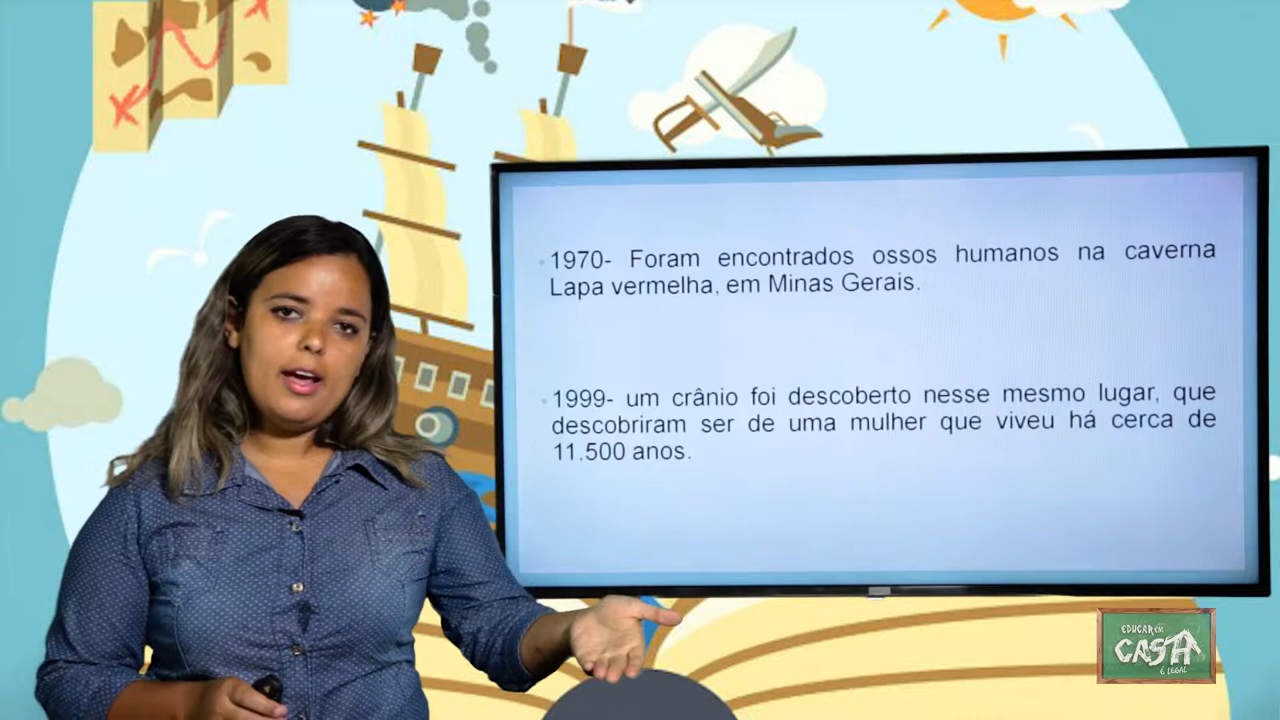 1970- Foram encontrados ossos humanos na caverna
Lapa vermelha, em Minas Gerais.
1999- um crânio foi descoberto nesse mesmo lugar, que
descobriram ser de uma mulher que viveu há cerca de
11.500 anos.
EDUCAR EM
CASA
É LEGAL